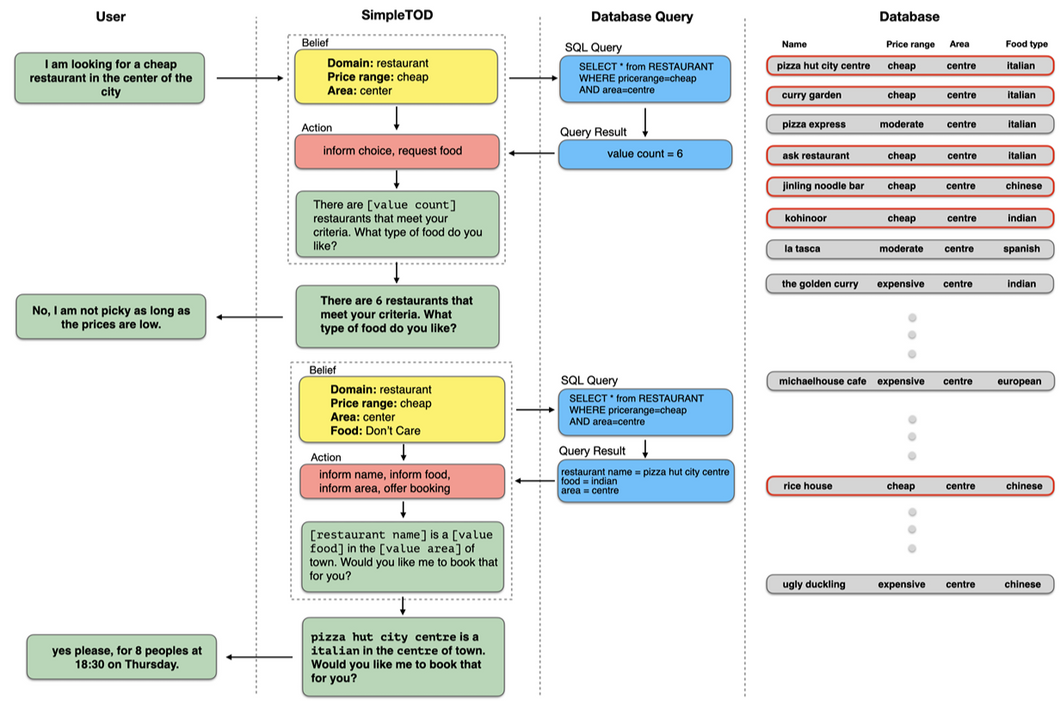 User
SimpleTOD
Database Query
Database
I am looking for a cheap
restaurant in the center of the
city
Belief
Domain: restaurant
Price range: cheap
Area: center
SQL Query
SELECT * from RESTAURANT
WHERE pricerange=cheap
AND area=centre
Action
inform choice, request food
Query Result
value count = 6
There are [value count]
restaurants that meet your
criteria. What type of food do you
like?
There are 6 restaurants that
meet your criteria. What
type of food do you like?
No, I am not picky as long as
the prices are low.
Belief
Domain: restaurant
Price range: cheap
Area: center
Food: Don't Care
SQL Query
SELECT * from RESTAURANT
WHERE pricerange=cheap
AND area=centre
Action
inform name, inform food,
inform area, offer booking
Query Result
restaurant name = pizza hut city centre
food = indian
area = centre
[restaurant name] is a [value
food] in the [value area] of
town. Would you like me to book that
for you?
pizza hut city centre is a
italian in the centre of town.
Would you like me to book that
for you?
yes please, for 8 peoples at
18:30 on Thursday.
Name Price range Area Food type
pizza hut city centre cheap centre italian
curry garden cheap centre italian
pizza express moderate centre italian
ask restaurant cheap centre italian
jinling noodle bar cheap centre chinese
kohinoor cheap centre indian
la tasca moderate centre spanish
the golden curry expensive centre indian
michaelhouse cafe expensive centre european
rice house cheap centre chinese
ugly duckling expensive centre chinese